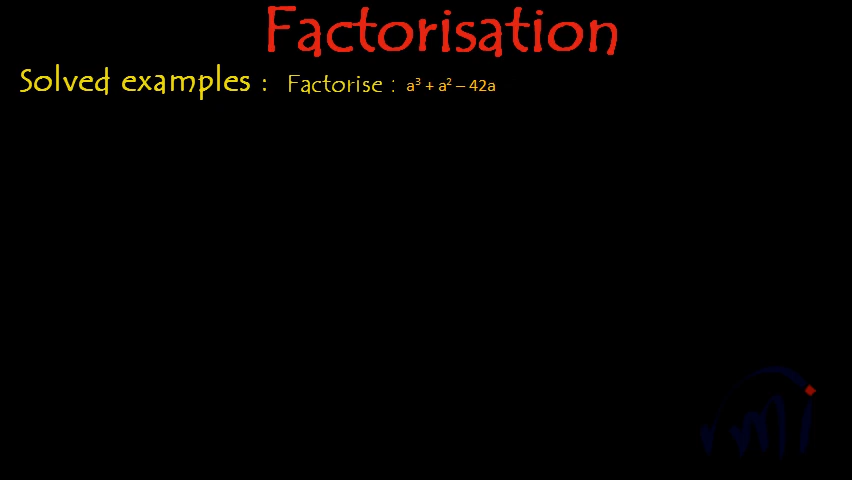 Factorisation
Solved examples : Factorise : a³ + a² – 42a